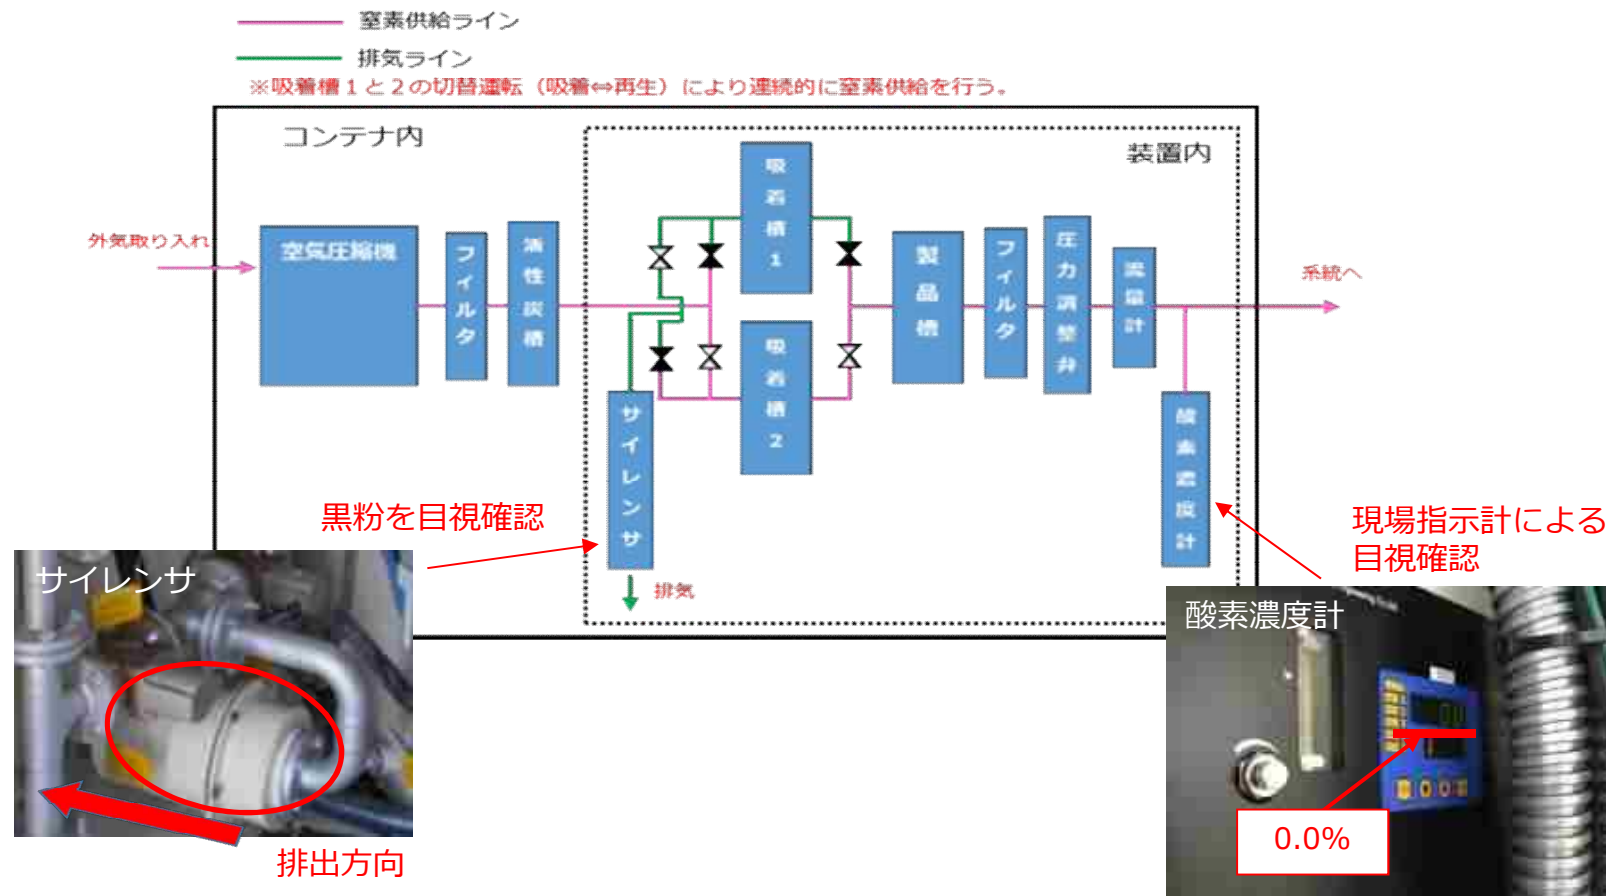 窒素供給ライン
排気ライン
※吸着槽１と２の切替運転（吸着⇔再生）により連続的に窒素供給を行う。
コンテナ内
装置内
外気取り入れ
空気圧縮機
フィルタ
活性炭槽
吸着槽1
吸着槽2
製品槽
フィルタ
圧力調整弁
流量計
系統へ
サイレンサ
酸素濃度計
排気
黒粉を目視確認
現場指示計による
目視確認
サイレンサ
排出方向
酸素濃度計
0.0%